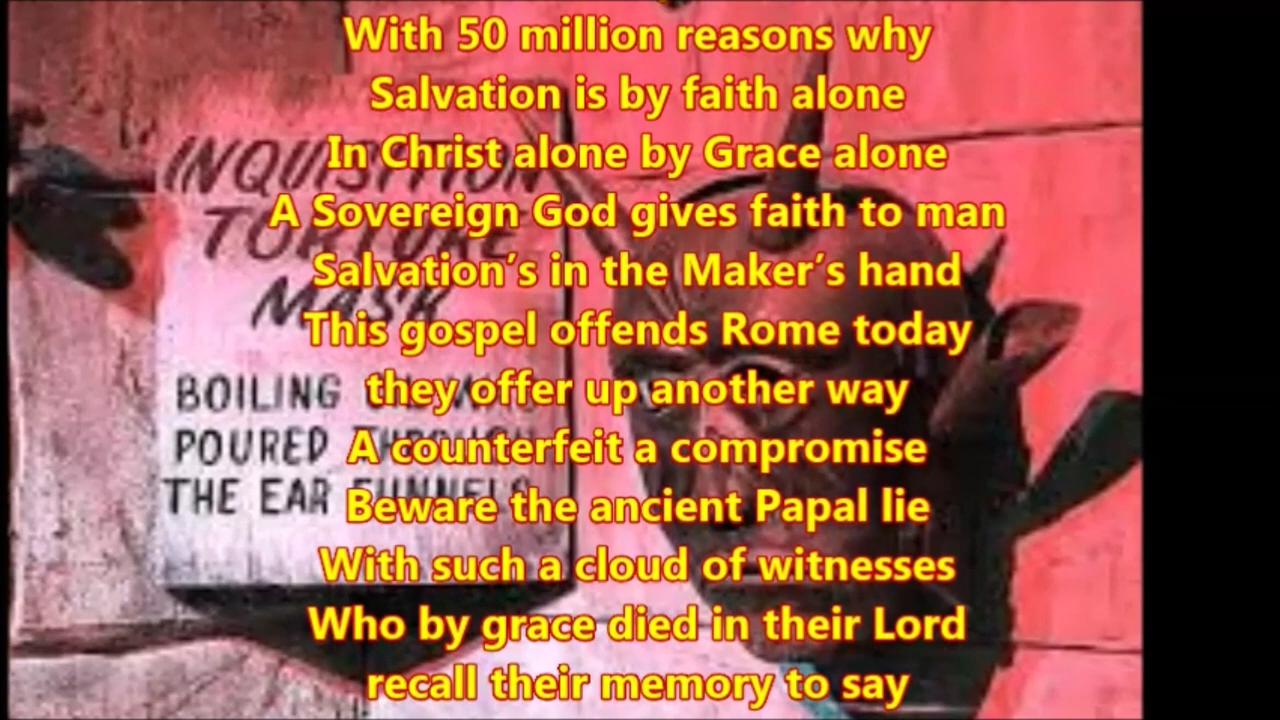 With 50 million reasons why
Salvation is by faith alone
In Christ alone by Grace alone
A Sovereign God gives faith to man
Salvation's in the Maker's hand
This gospel offends Rome today
they offer up another way
A counterfeit a compromise
Beware the ancient Papal lie
With such a cloud of witnesses
Who by grace died in their Lord
recall their memory to say
INQUISITION
TORTURE
MASK
BOILING
POURED THROUGH
THE EAR FUNNELS